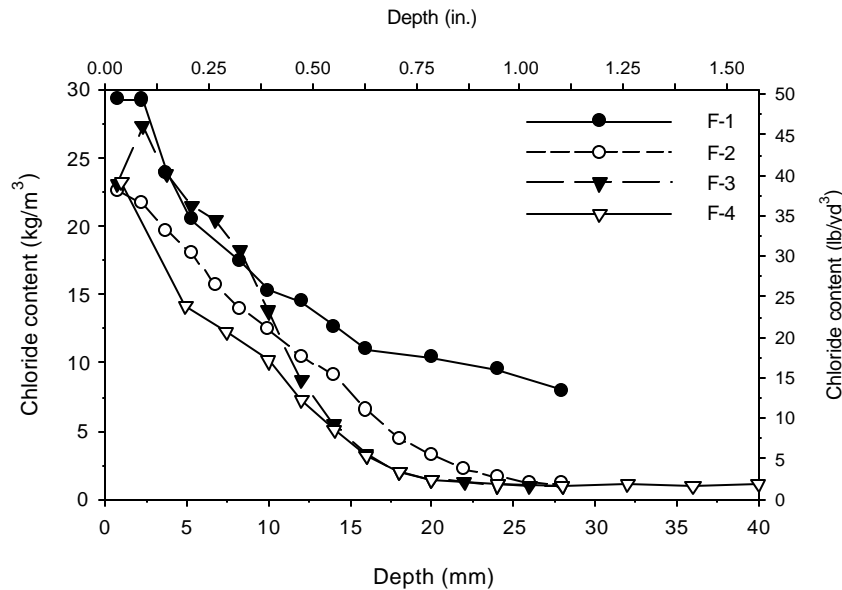 Depth (in.)
0.00 0.25 0.50 0.75 1.00 1.25 1.50
Chloride content (kg/m³)
30
25
20
15
10
5
0
F-1
F-2
F-3
F-4
50
45
40
35
30
25
20
15
10
5
0
Chloride content (lb/yd³)
0 5 10 15 20 25 30 35 40
Depth (mm)